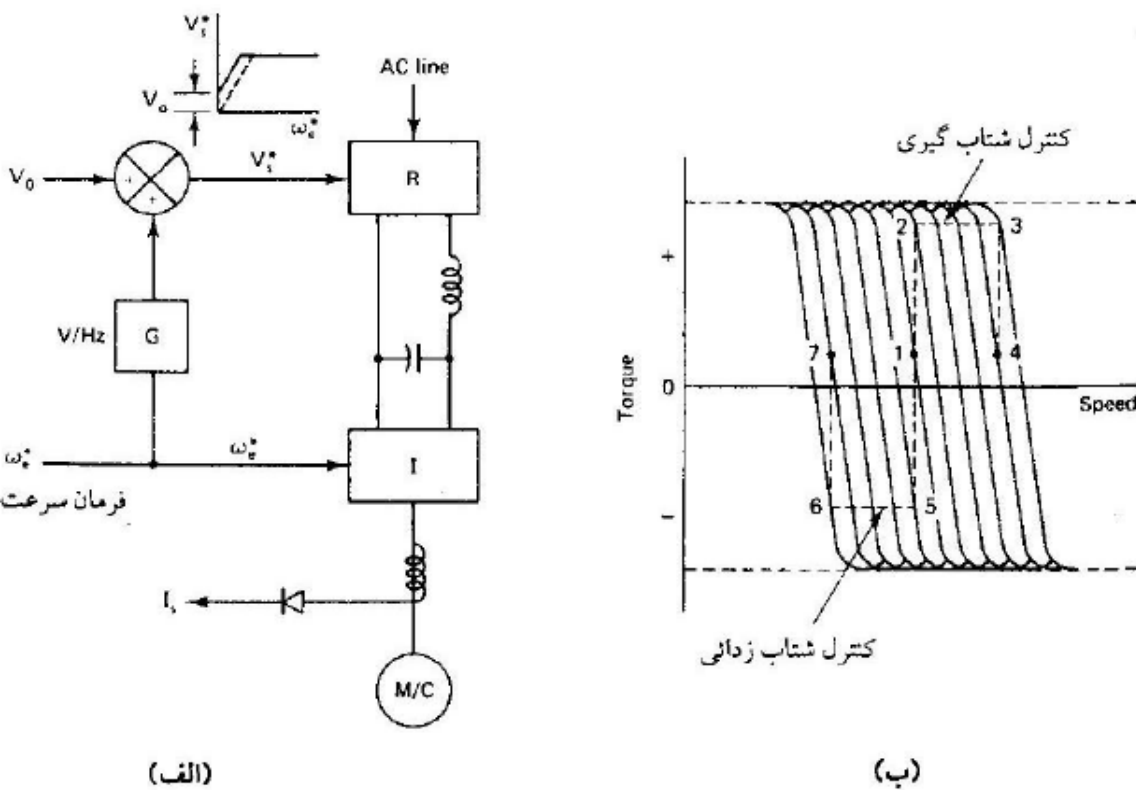 V*s
V0
ω*e
AC line
V0
+
+
V*s
R
V/Hz
G
ω*e
ω*e
I
فرمان سرعت
Is
M/C
(الف)
کنترل شتاب گیری
2
3
+
7
1
4
Torque
0
Speed
6
5
−
کنترل شتاب زدائی
(ب)